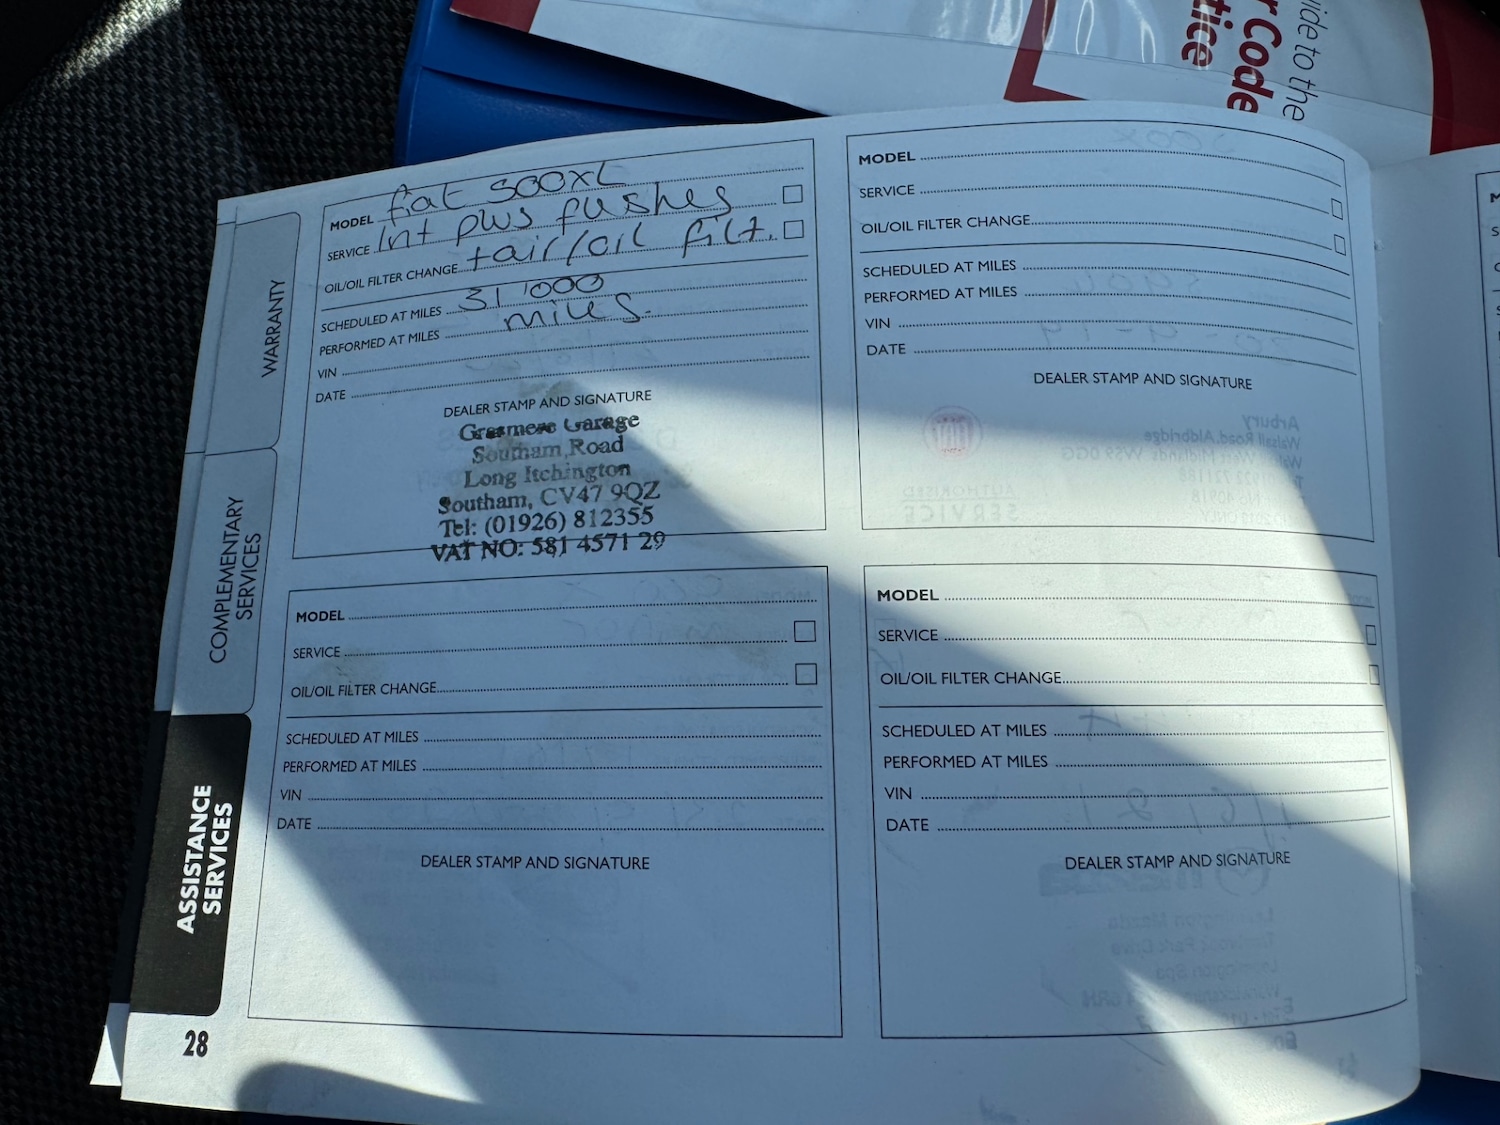 ide to the
r Code
tice
WARRANTY
COMPLEMENTARY
SERVICES
ASSISTANCE
SERVICES
28
MODEL fiat 500XL
SERVICE Int plus flushes
OIL/OIL FILTER CHANGE +air/oil filt.
SCHEDULED AT MILES 31'000
PERFORMED AT MILES miles.
VIN
DATE
DEALER STAMP AND SIGNATURE
Grasmere Garage
Southam Road
Long Itchington
Southam, CV47 9QZ
Tel: (01926) 812355
VAT NO: 581 4571 29
MODEL
SERVICE
OIL/OIL FILTER CHANGE
SCHEDULED AT MILES
PERFORMED AT MILES
VIN
DATE
DEALER STAMP AND SIGNATURE
MODEL
SERVICE
OIL/OIL FILTER CHANGE
SCHEDULED AT MILES
PERFORMED AT MILES
VIN
DATE
DEALER STAMP AND SIGNATURE
MODEL
SERVICE
OIL/OIL FILTER CHANGE
SCHEDULED AT MILES
PERFORMED AT MILES
VIN
DATE
DEALER STAMP AND SIGNATURE